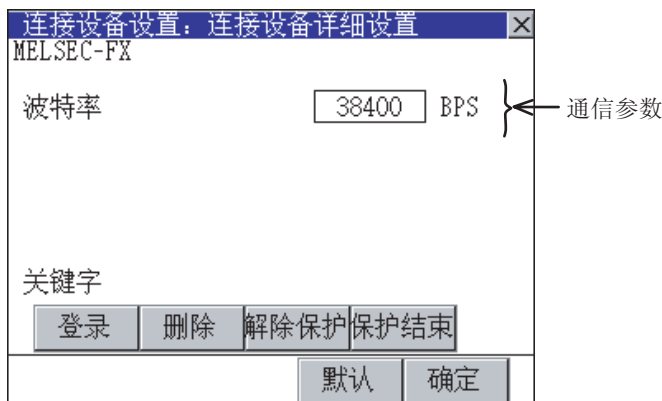 连接设备设置：连接设备详细设置
MELSEC-FX
波特率 38400 BPS 通信参数
关键字
登录 删除 解除保护 保护结束
默认 确定